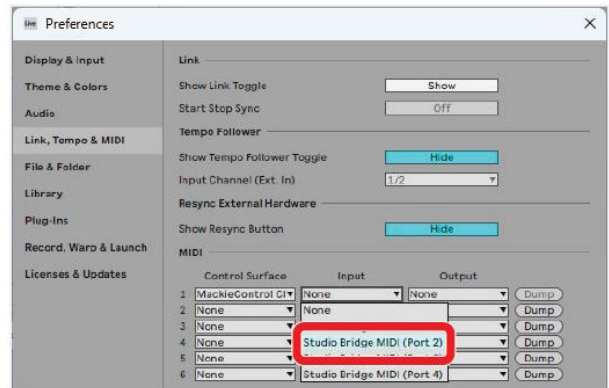 Live Preferences
Display & Input
Theme & Colors
Audio
Link, Tempo & MIDI
File & Folder
Library
Plug-Ins
Record, Warp & Launch
Licenses & Updates
Link
Show Link Toggle Show
Start Stop Sync Off
Tempo Follower
Show Tempo Follower Toggle Hide
Input Channel (Ext. In) 1/2
Resync External Hardware
Show Resync Button Hide
MIDI
Control Surface Input Output
1 MackieControl Cl None None Dump
2 None None Dump
3 None Dump
4 None Studio Bridge MIDI (Port 2) Dump
5 None Dump
6 None Studio Bridge MIDI (Port 4) Dump